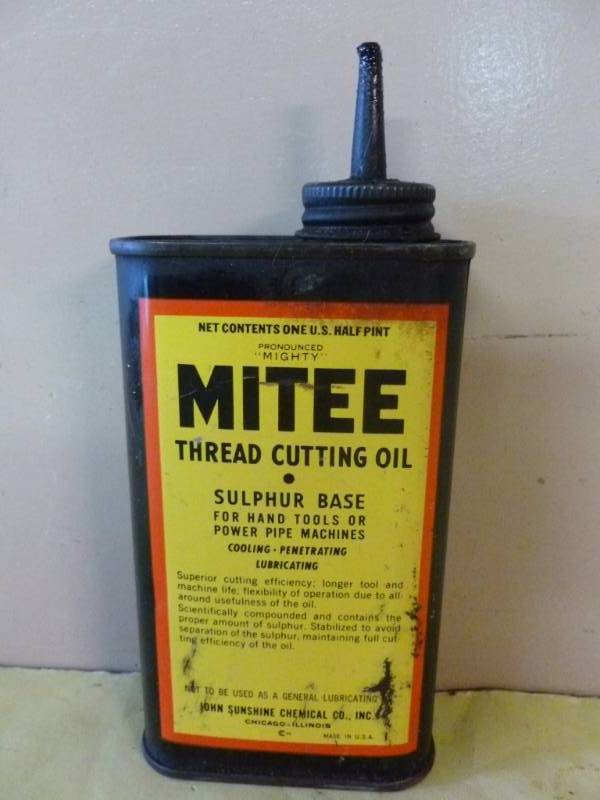 NET CONTENTS ONE U.S. HALF PINT
PRONOUNCED
"MIGHTY"
MITEE
THREAD CUTTING OIL
•
SULPHUR BASE
FOR HAND TOOLS OR
POWER PIPE MACHINES
COOLING - PENETRATING
LUBRICATING
Superior cutting efficiency; longer tool and
machine life; flexibility of operation due to all-
around usefulness of the oil.
Scientifically compounded and contains the
proper amount of sulphur. Stabilized to avoid
separation of the sulphur, maintaining full cut-
ting efficiency of the oil.
NOT TO BE USED AS A GENERAL LUBRICATING
JOHN SUNSHINE CHEMICAL CO., INC.
CHICAGO - ILLINOIS
MADE IN U.S.A.